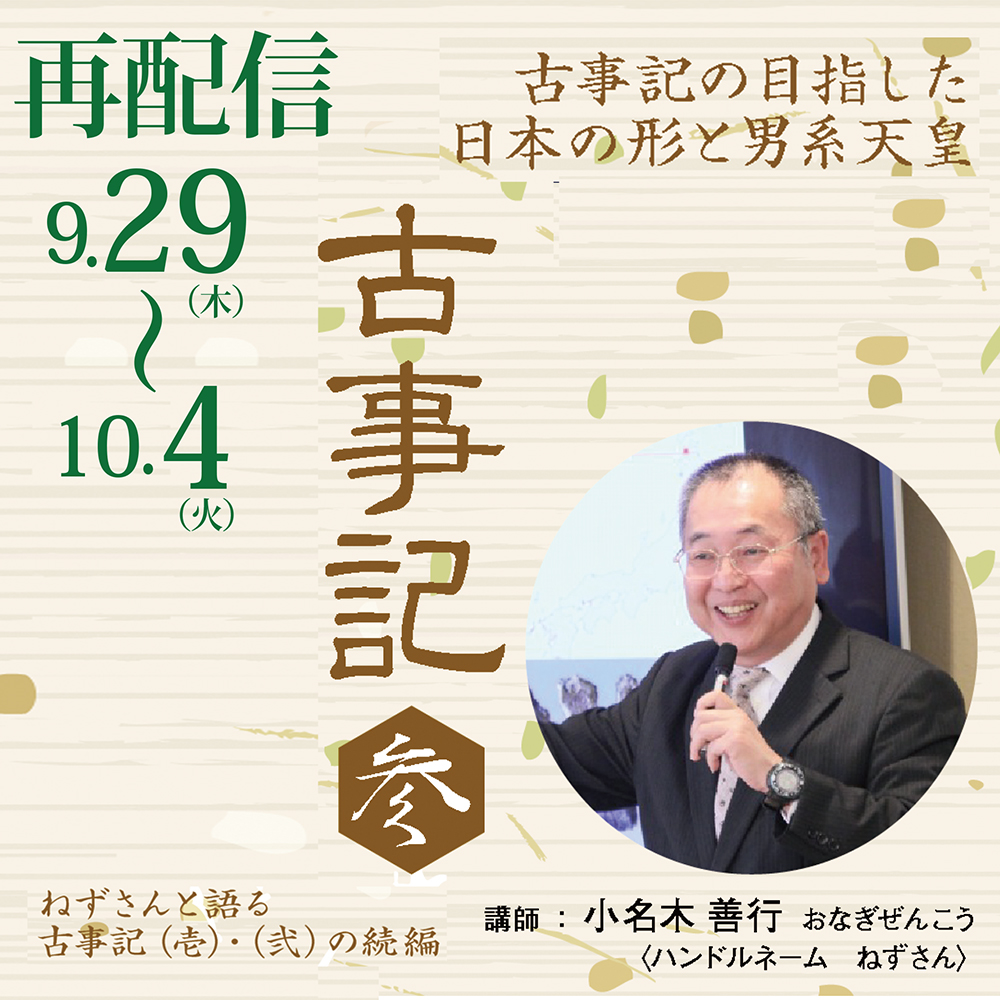 再配信
9.29
（木）
〜
10.4
（火）
古事記の目指した
日本の形と男系天皇
古事記
参
ねずさんと語る
古事記（壱）・（弐）の続編
講師 ： 小名木 善行 おなぎぜんこう
〈ハンドルネーム　ねずさん〉